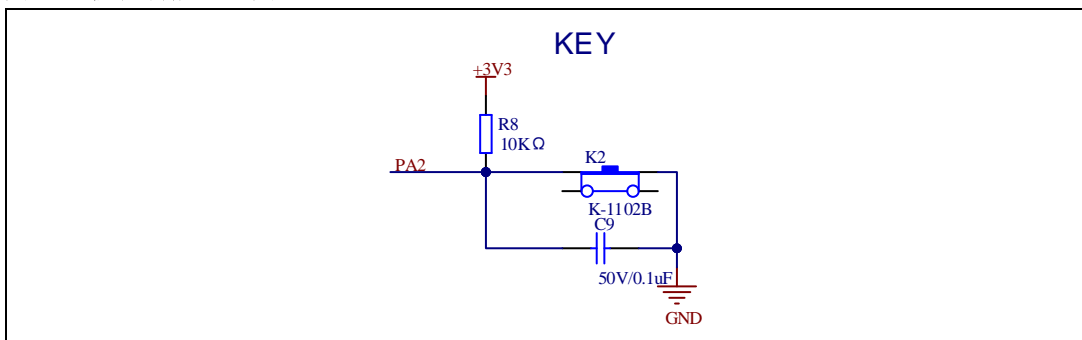 KEY
+3V3
R8
10KΩ
PA2
K2
K-1102B
C9
50V/0.1uF
GND